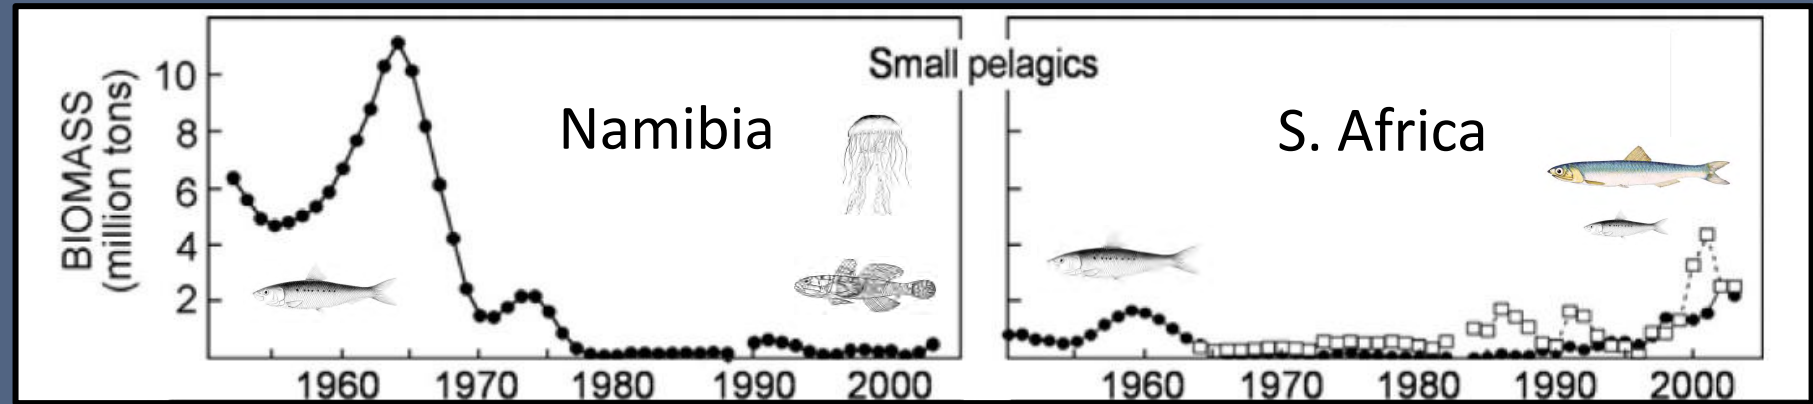 BIOMASS
(million tons)
10
8
6
4
2
Small pelagics
Namibia
S. Africa
1960 1970 1980 1990 2000
1960 1970 1980 1990 2000